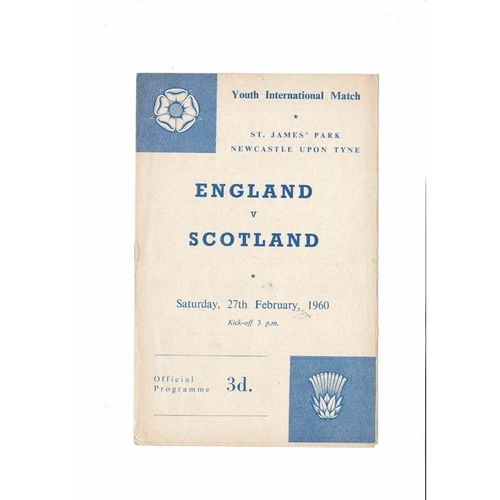 Youth International Match
ST. JAMES' PARK
NEWCASTLE UPON TYNE
ENGLAND
v
SCOTLAND
Saturday, 27th February, 1960
Kick-off 3 p.m.
Official
Programme 3d.